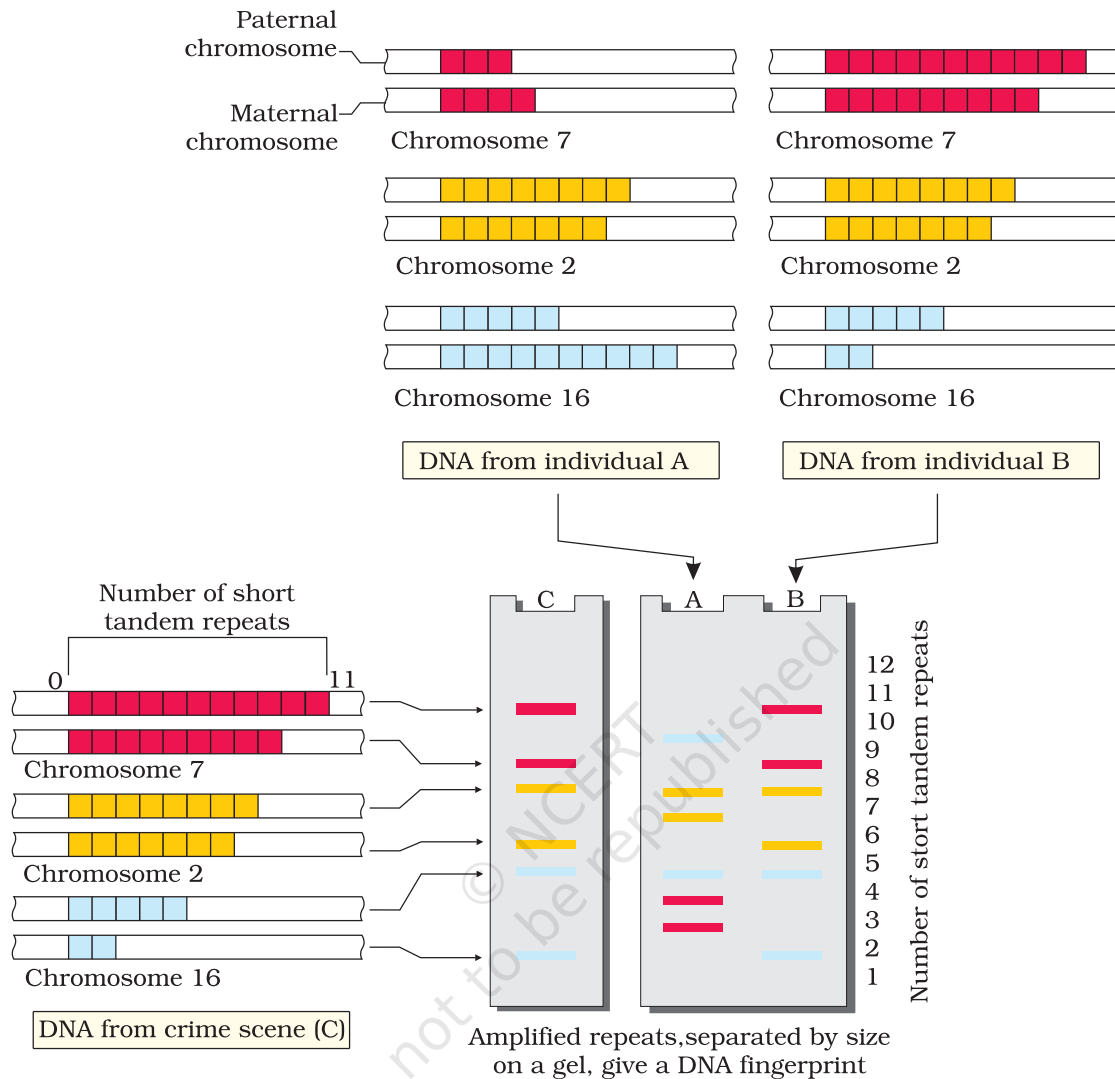 Paternal
chromosome
Maternal
chromosome
Chromosome 7
Chromosome 7
Chromosome 2
Chromosome 2
Chromosome 16
Chromosome 16
DNA from individual A
DNA from individual B
Number of short
tandem repeats
0
11
Chromosome 7
Chromosome 2
Chromosome 16
DNA from crime scene (C)
C
A
B
12
11
10
9
8
7
6
5
4
3
2
1
Number of stort tandem repeats
Amplified repeats,separated by size
on a gel, give a DNA fingerprint
© NCERT
not to be republished